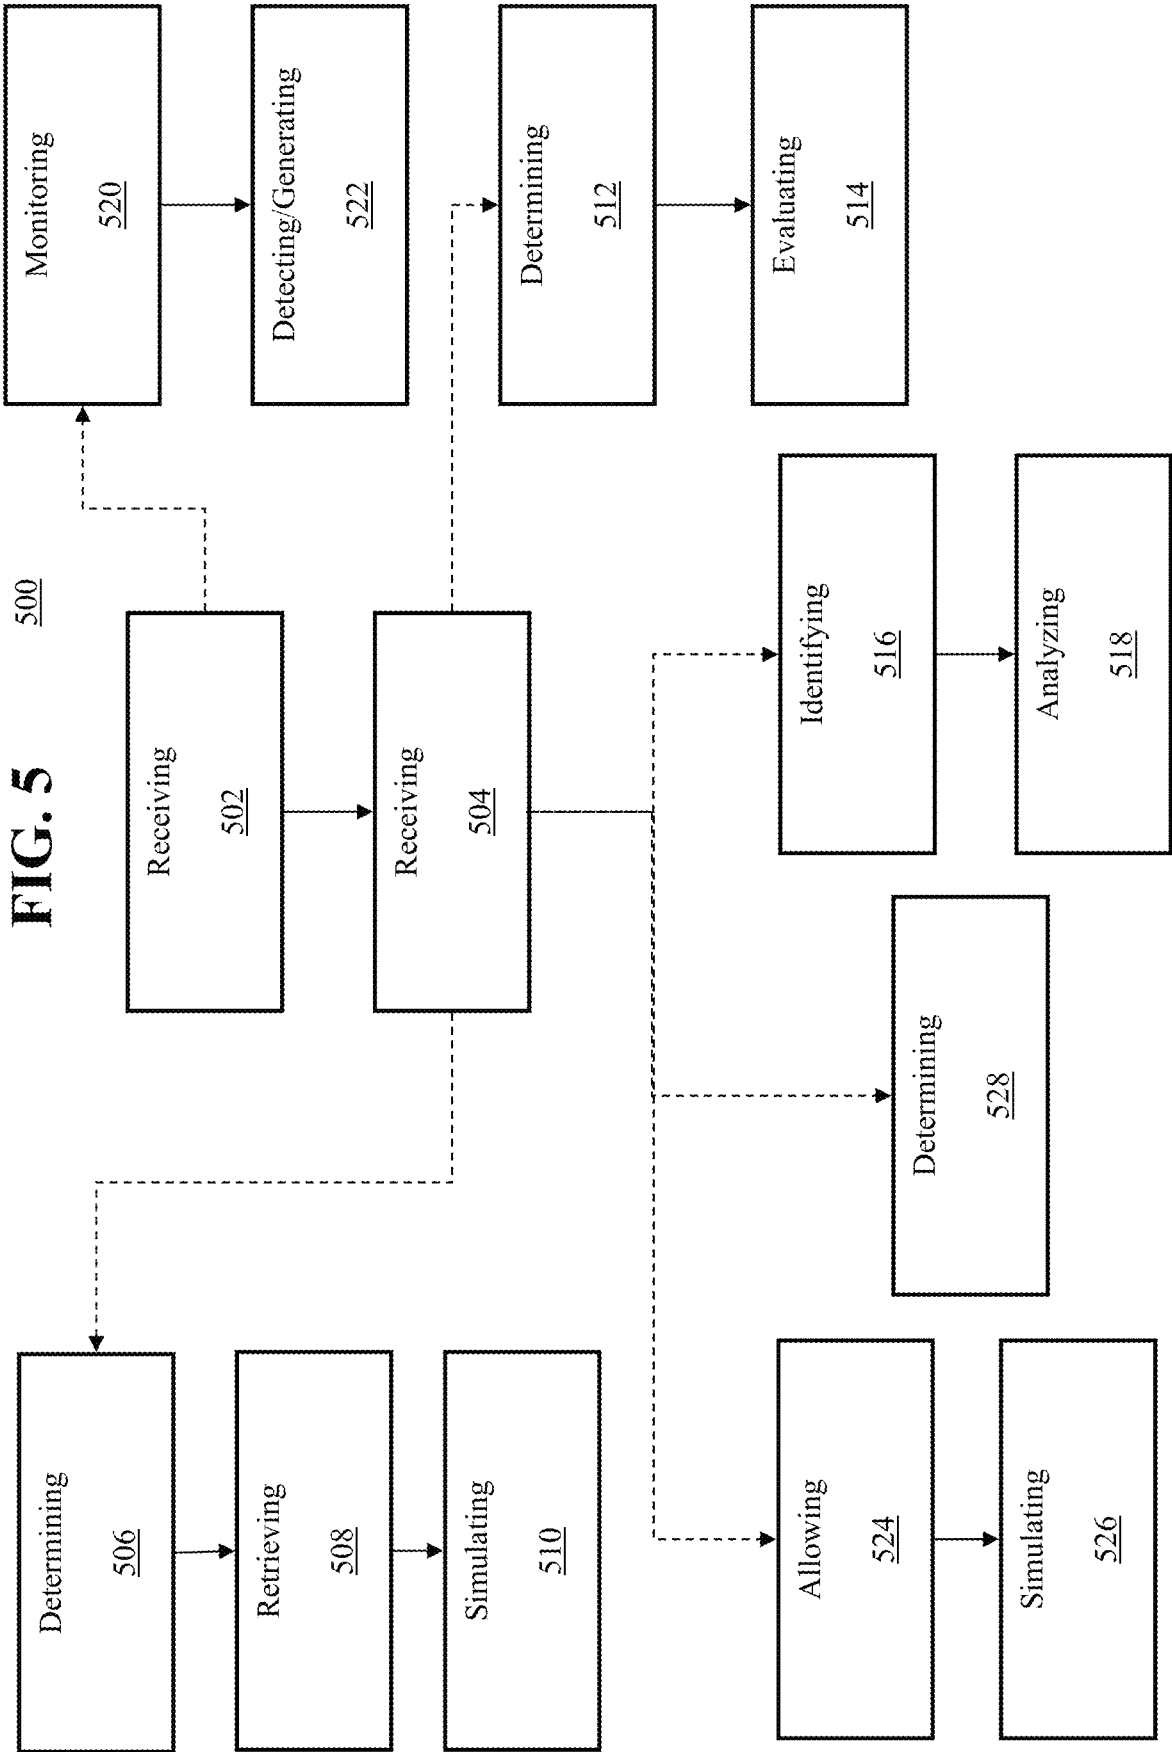 FIG. 5
500
Determining
506
Retrieving
508
Simulating
510
Receiving
502
Receiving
504
Monitoring
520
Detecting/Generating
522
Determining
512
Evaluating
514
Allowing
524
Simulating
526
Determining
528
Identifying
516
Analyzing
518